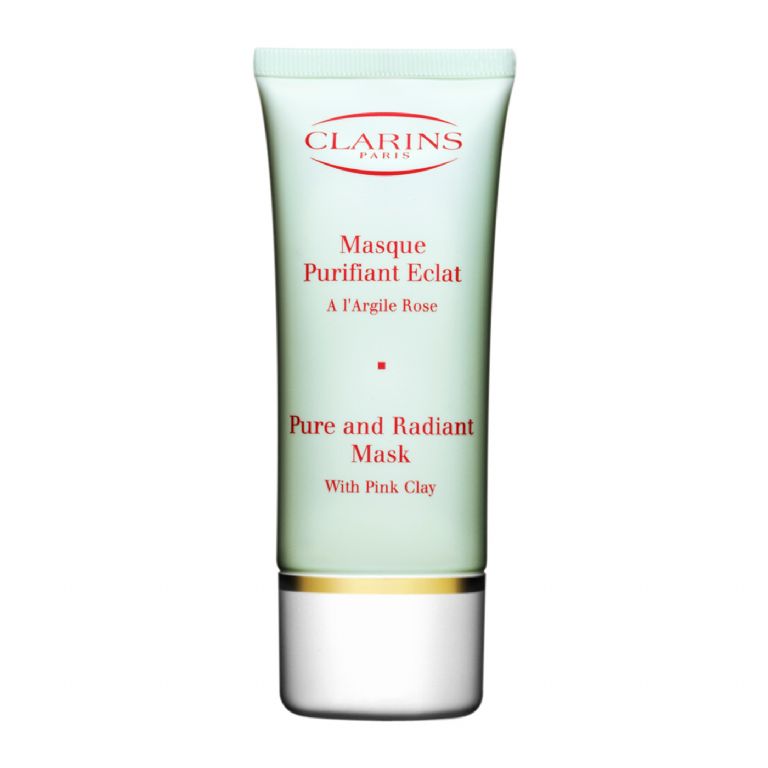 CLARINS
PARIS
Masque
Purifiant Eclat
A l'Argile Rose
Pure and Radiant
Mask
With Pink Clay